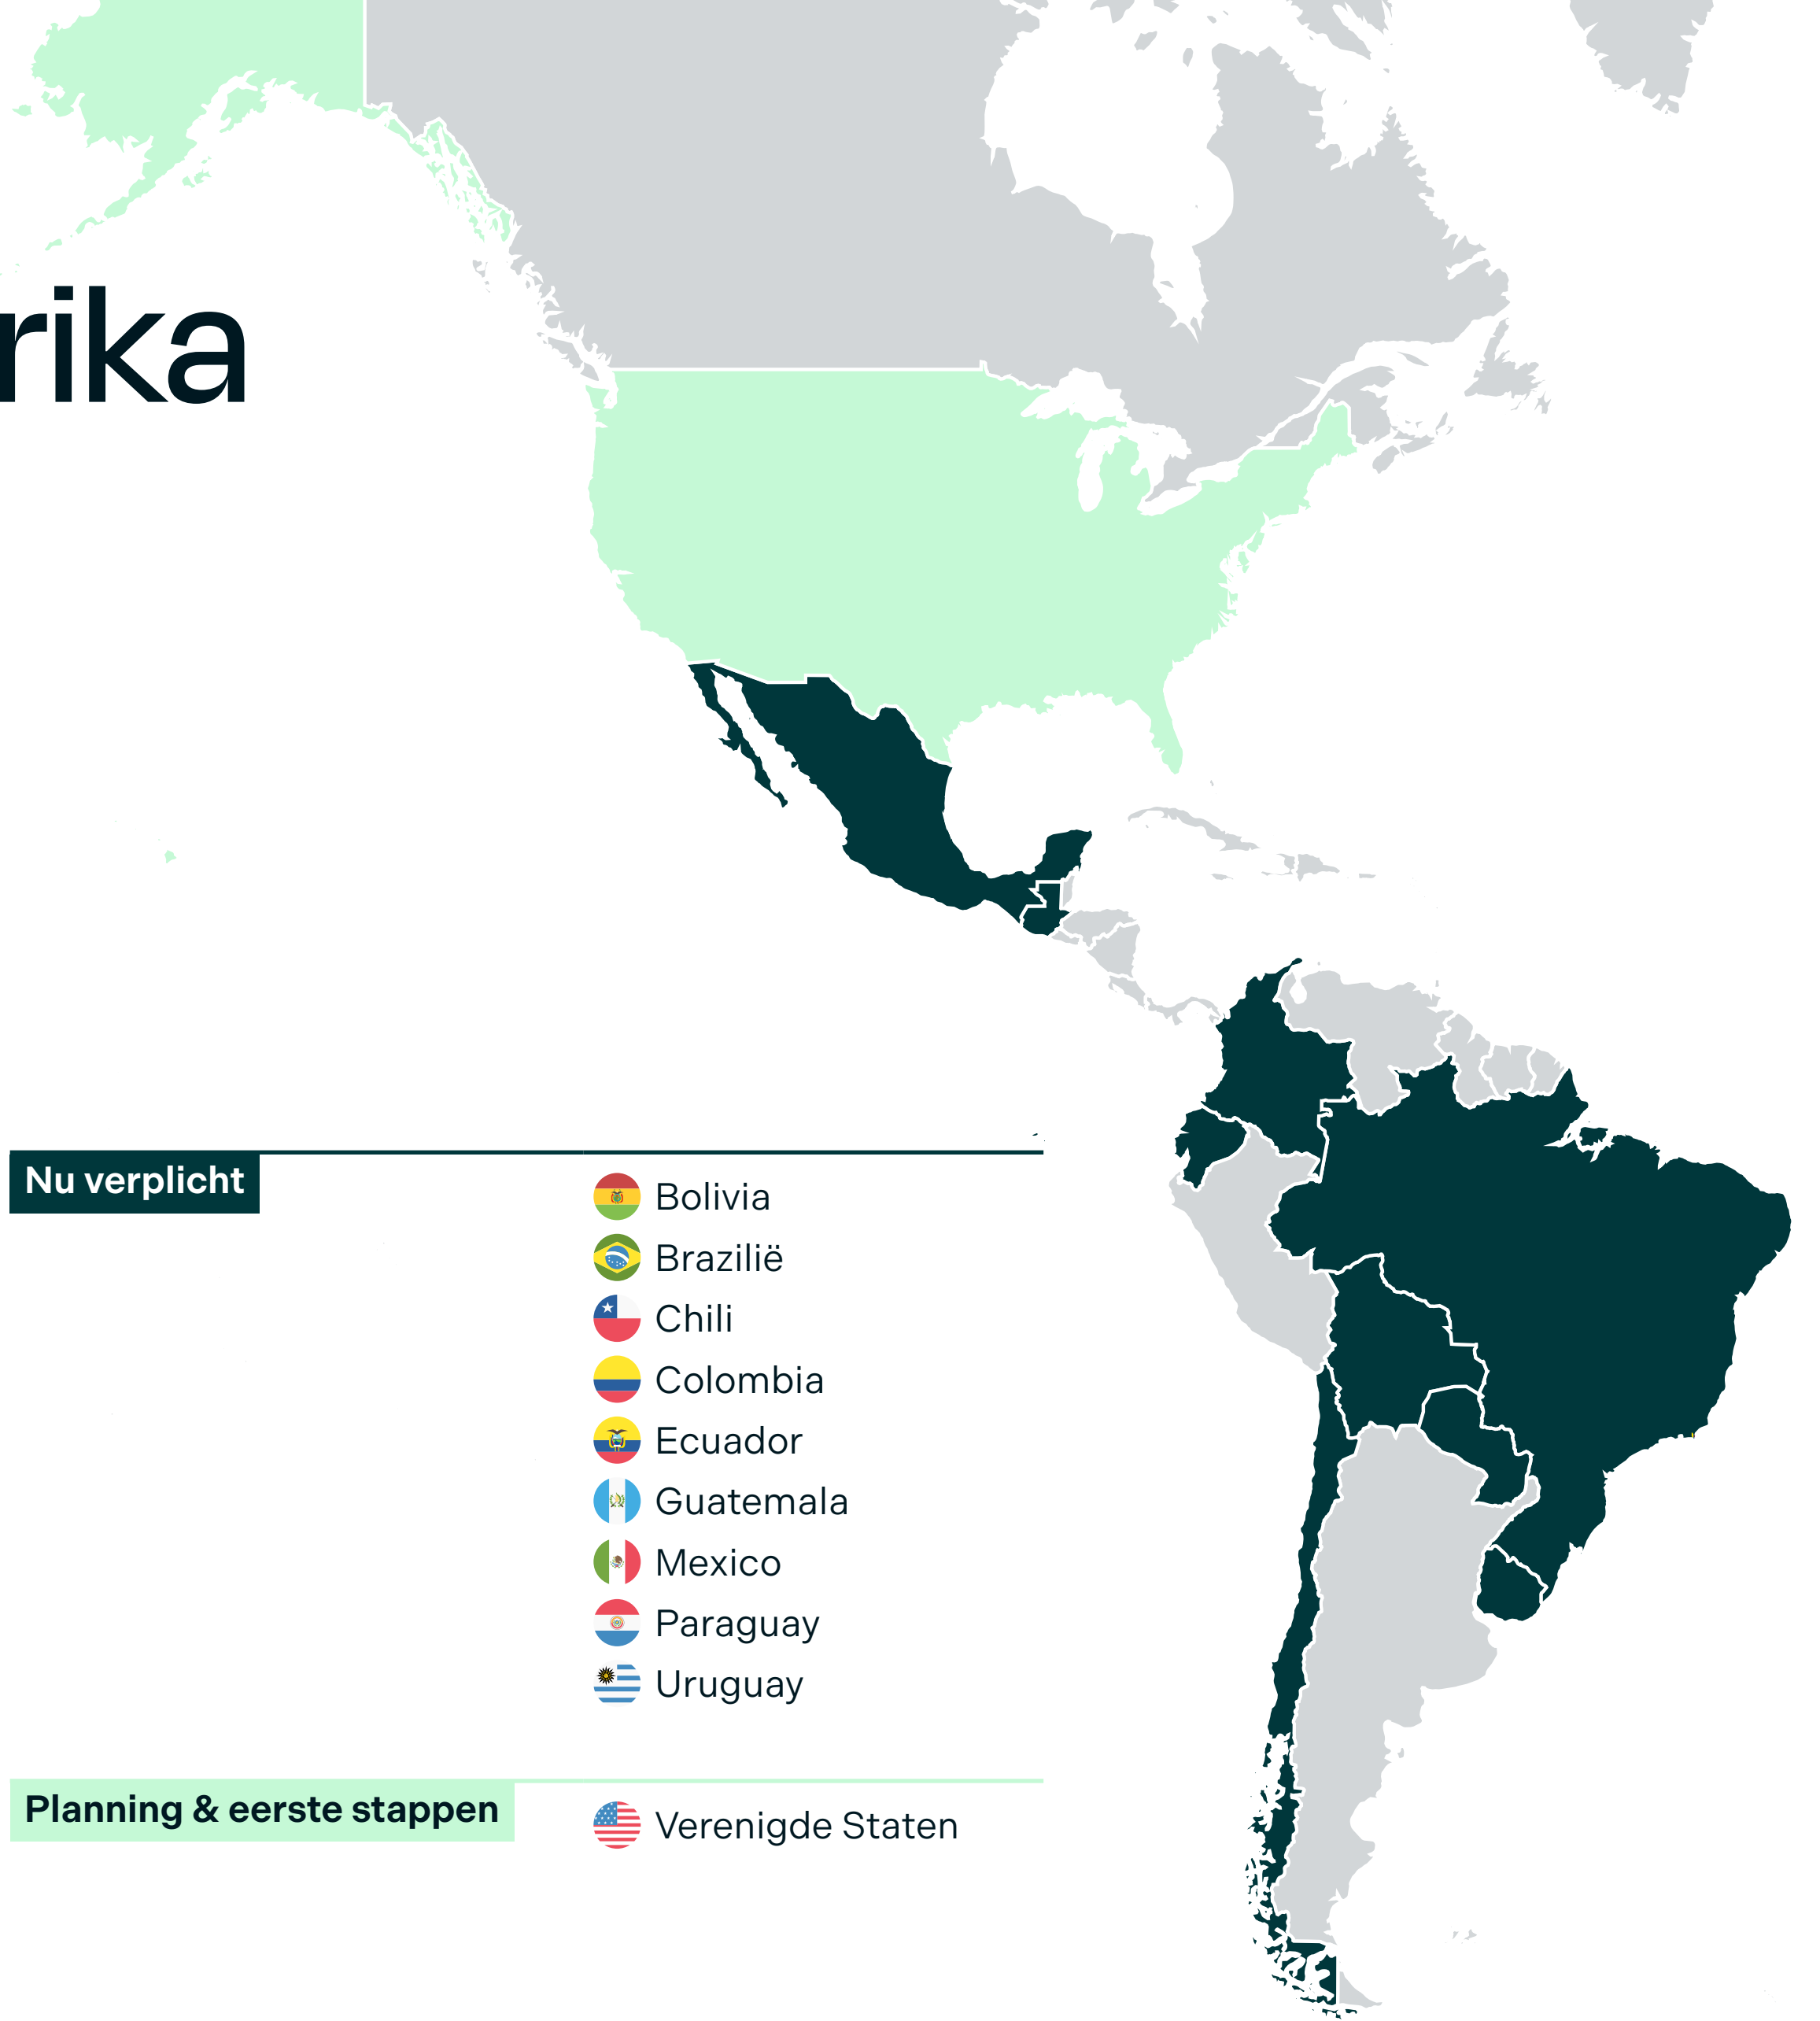 rika
Nu verplicht
Bolivia
Brazilië
Chili
Colombia
Ecuador
Guatemala
Mexico
Paraguay
Uruguay
Planning & eerste stappen
Verenigde Staten